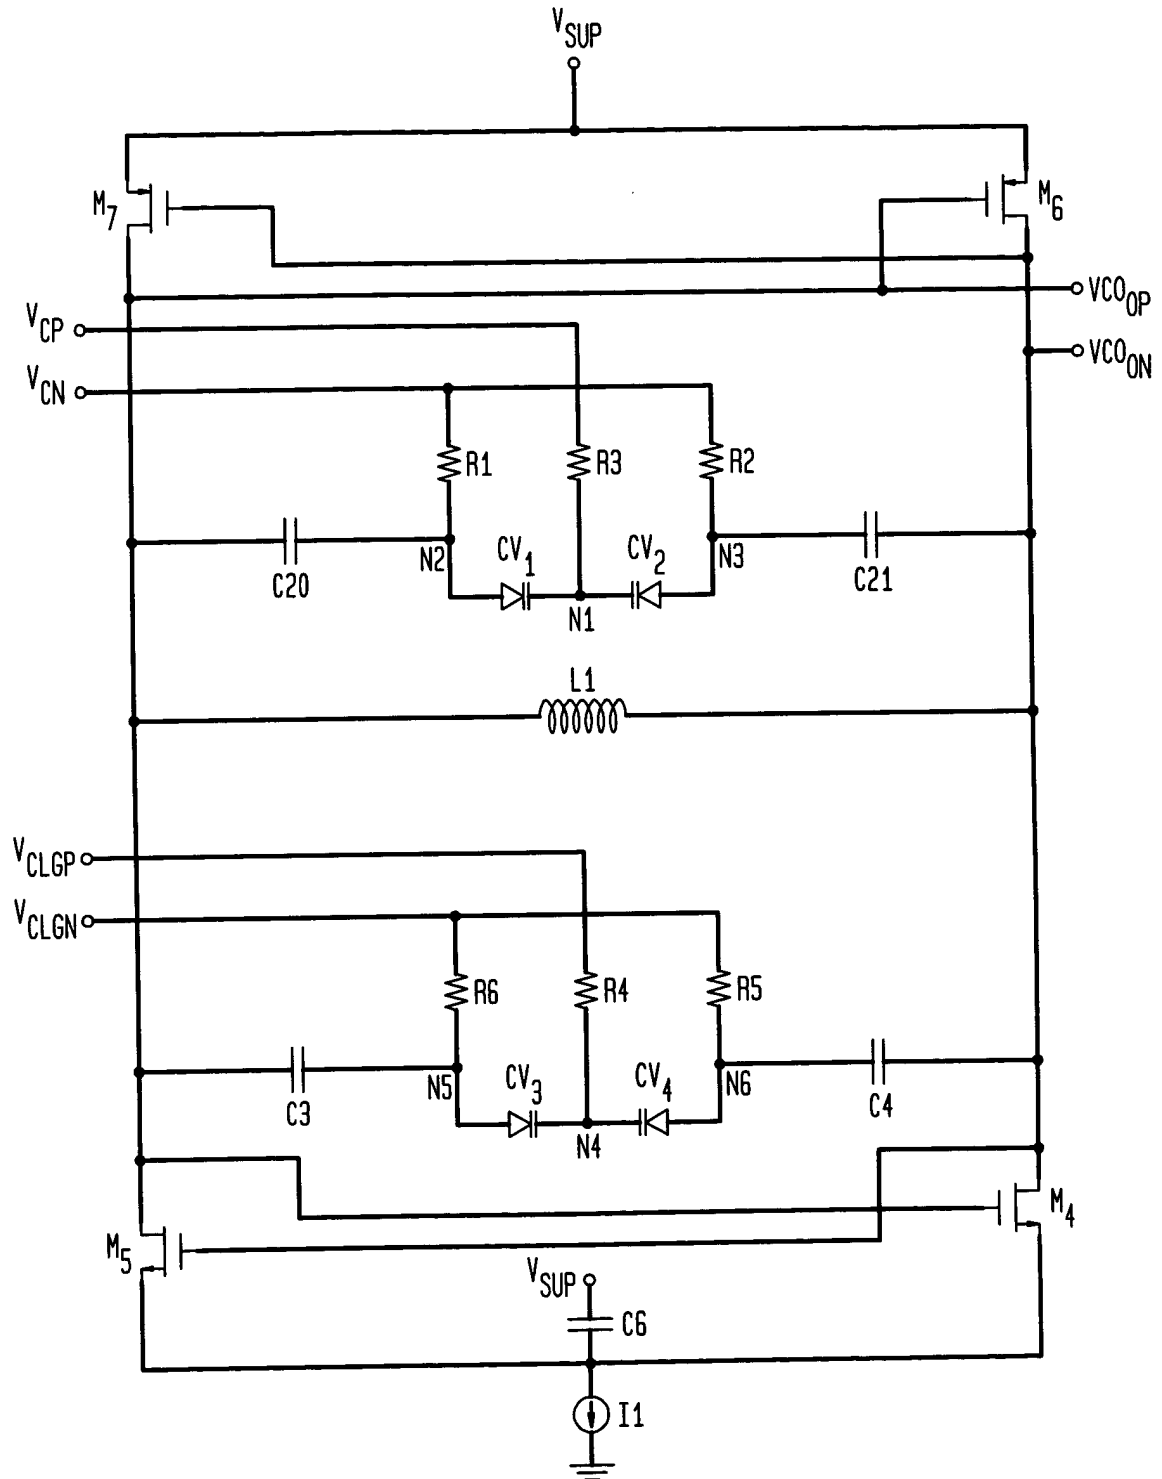 VSUP
M7
M6
VCOOP
VCP
VCOON
VCN
R1
R3
R2
C20
N2
CV1
CV2
N3
C21
N1
L1
VCLGP
VCLGN
R6
R4
R5
C3
N5
CV3
CV4
N6
C4
N4
M5
M4
VSUP
C6
I1